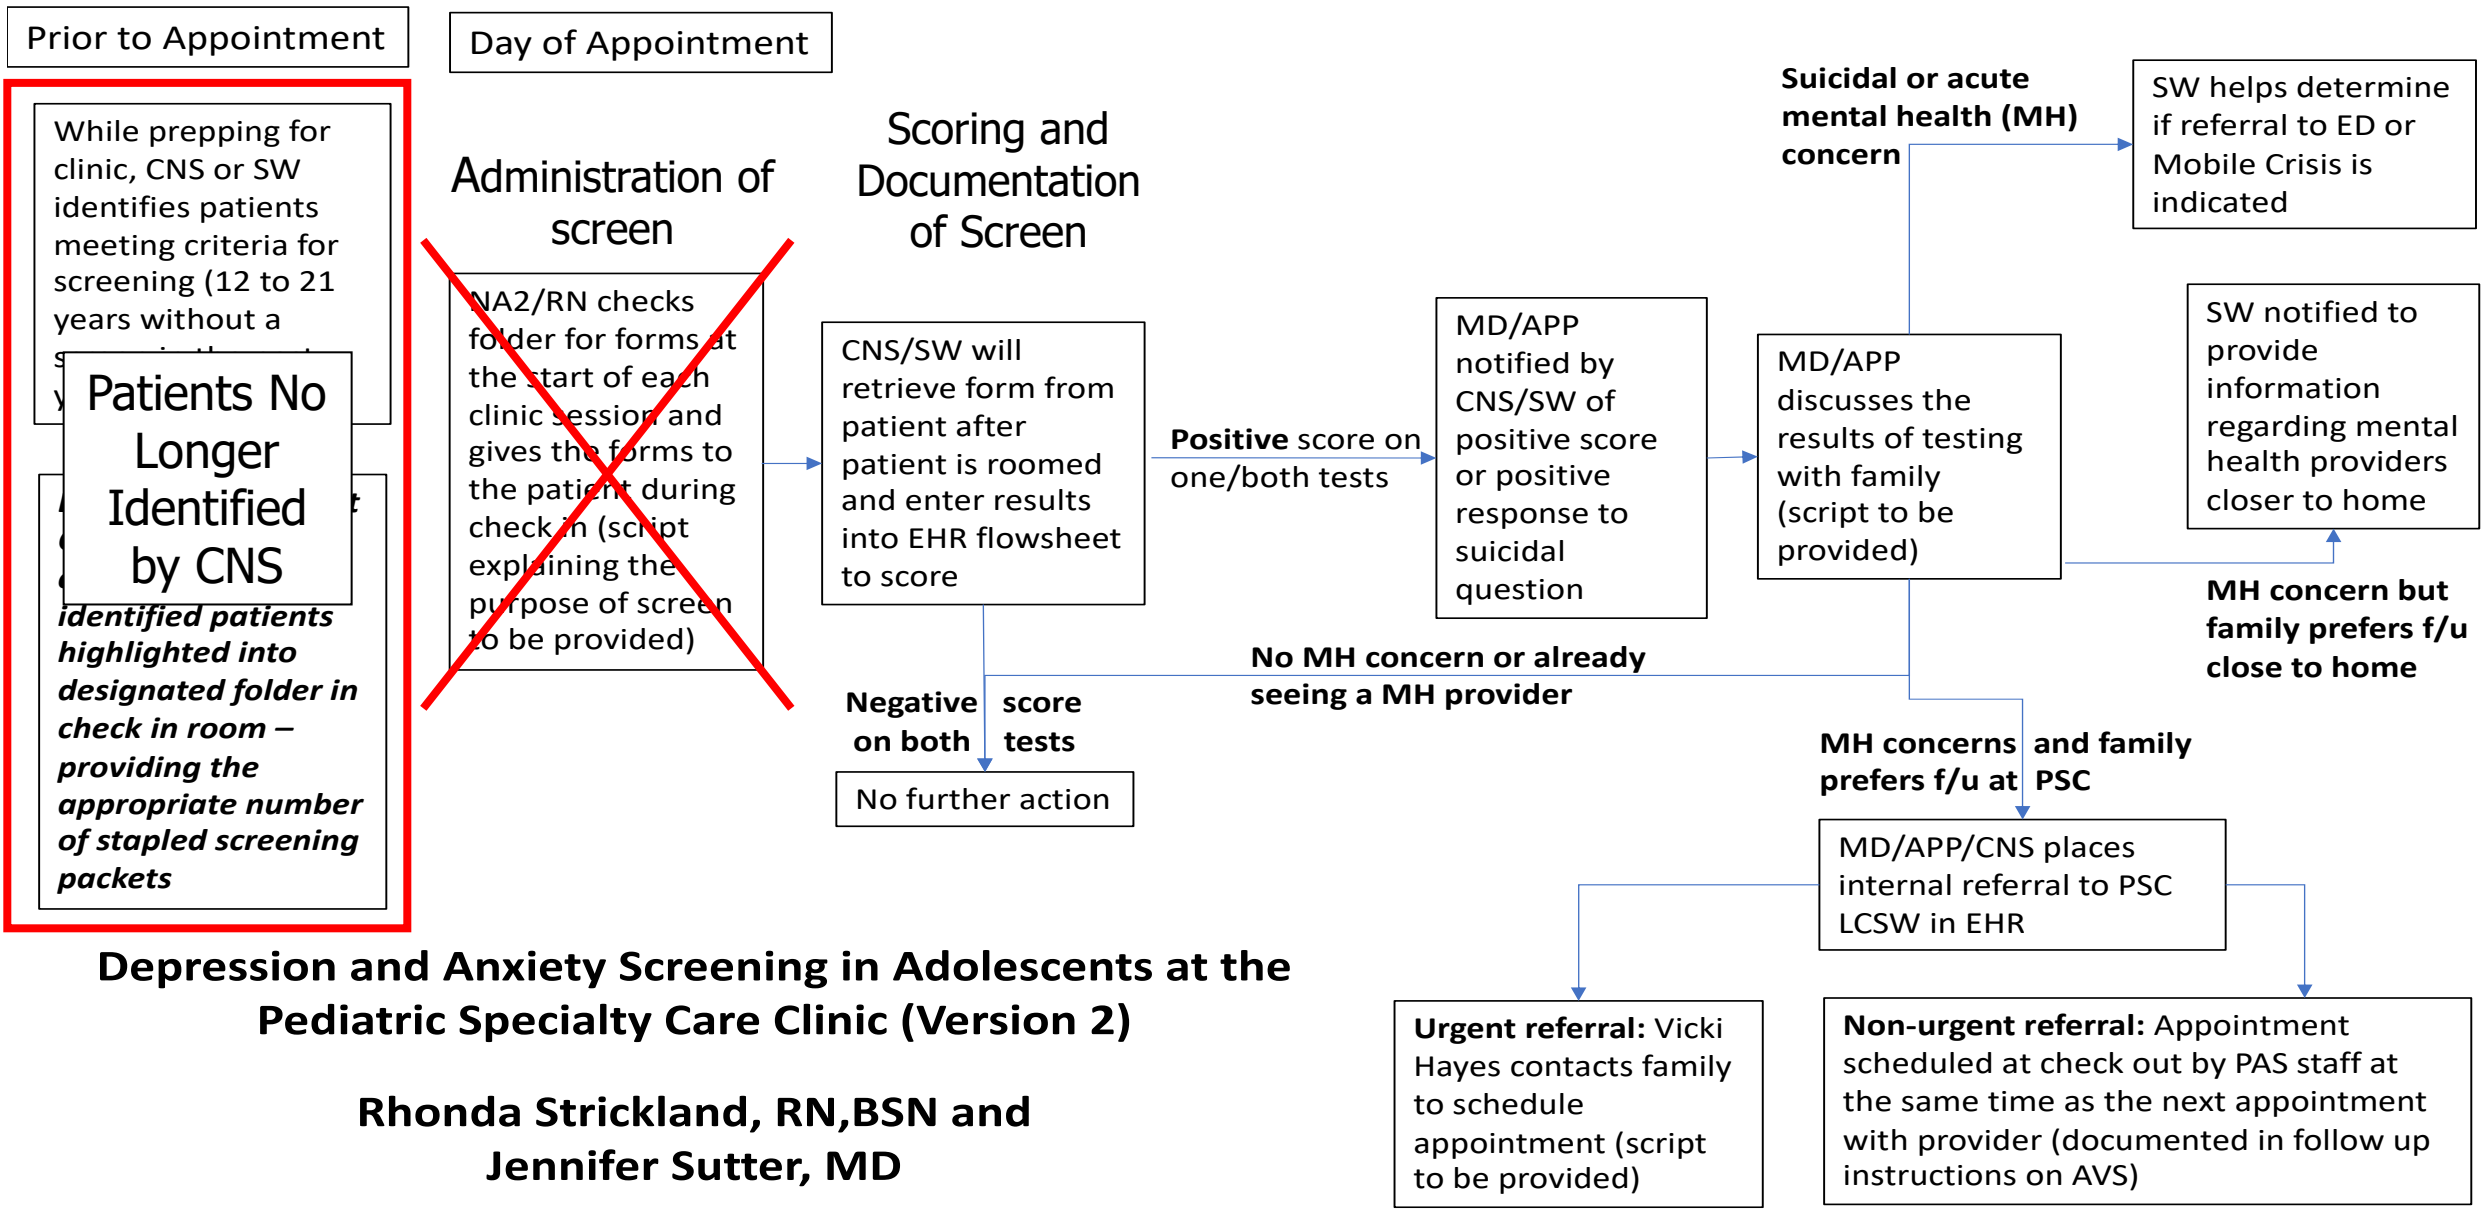 Prior to Appointment
Day of Appointment
While prepping for
clinic, CNS or SW
identifies patients
meeting criteria for
screening (12 to 21
years without a
Patients No
Longer
Identified
by CNS
identified patients
highlighted into
designated folder in
check in room –
providing the
appropriate number
of stapled screening
packets
Administration of
screen
NA2/RN checks
folder for forms at
the start of each
clinic session and
gives the forms to
the patient during
check in (script
explaining the
purpose of screen
to be provided)
Scoring and
Documentation
of Screen
CNS/SW will
retrieve form from
patient after
patient is roomed
and enter results
into EHR flowsheet
to score
Negative score
on both tests
No further action
Positive score on
one/both tests
MD/APP
notified by
CNS/SW of
positive score
or positive
response to
suicidal
question
MD/APP
discusses the
results of testing
with family
(script to be
provided)
No MH concern or already
seeing a MH provider
Suicidal or acute
mental health (MH)
concern
SW helps determine
if referral to ED or
Mobile Crisis is
indicated
SW notified to
provide
information
regarding mental
health providers
closer to home
MH concern but
family prefers f/u
close to home
MH concerns and family
prefers f/u at PSC
MD/APP/CNS places
internal referral to PSC
LCSW in EHR
Urgent referral: Vicki
Hayes contacts family
to schedule
appointment (script
to be provided)
Non-urgent referral: Appointment
scheduled at check out by PAS staff at
the same time as the next appointment
with provider (documented in follow up
instructions on AVS)
Depression and Anxiety Screening in Adolescents at the
Pediatric Specialty Care Clinic (Version 2)
Rhonda Strickland, RN,BSN and
Jennifer Sutter, MD